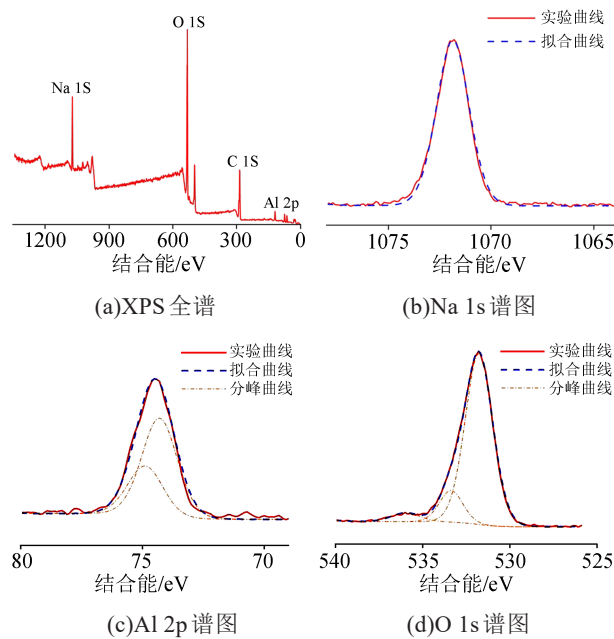 O 1S
Na 1S
C 1S
Al 2p
1200 900 600 300 0
结合能/eV
(a)XPS 全谱
实验曲线
拟合曲线
1075 1070 1065
结合能/eV
(b)Na 1s 谱图
实验曲线
拟合曲线
分峰曲线
80 75 70
结合能/eV
(c)Al 2p 谱图
实验曲线
拟合曲线
分峰曲线
540 535 530 525
结合能/eV
(d)O 1s 谱图